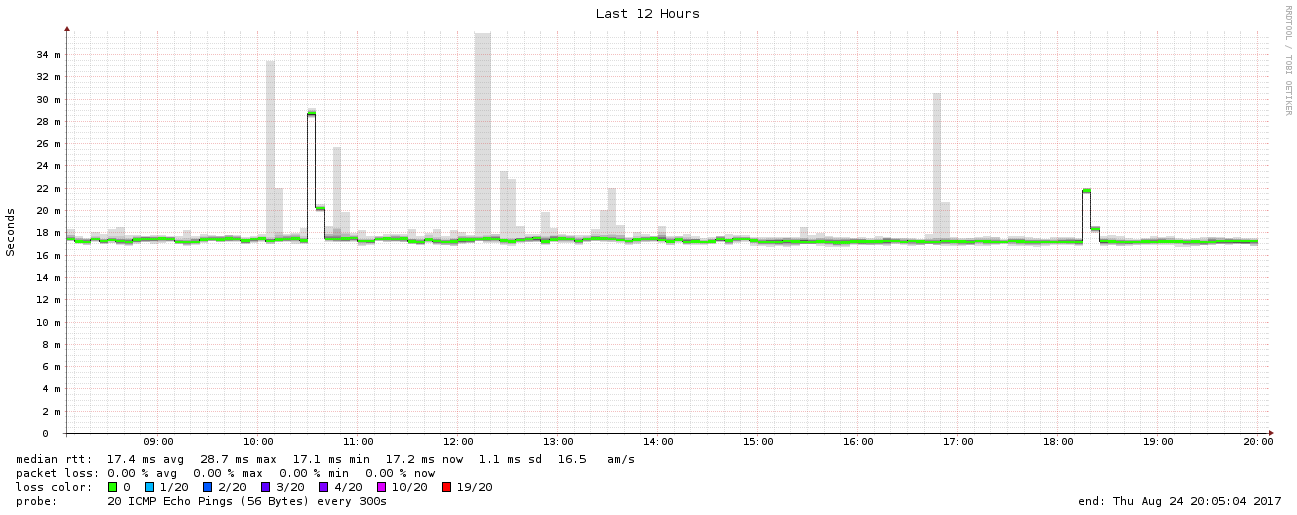 Last 12 Hours
RRDTOOL / TOBI OETIKER
Seconds
34 m
32 m
30 m
28 m
26 m
24 m
22 m
20 m
18 m
16 m
14 m
12 m
10 m
8 m
6 m
4 m
2 m
0
09:00 10:00 11:00 12:00 13:00 14:00 15:00 16:00 17:00 18:00 19:00 20:00
median rtt: 17.4 ms avg 28.7 ms max 17.1 ms min 17.2 ms now 1.1 ms sd 16.5 am/s
packet loss: 0.00 % avg 0.00 % max 0.00 % min 0.00 % now
loss color: 0 1/20 2/20 3/20 4/20 10/20 19/20
probe: 20 ICMP Echo Pings (56 Bytes) every 300s end: Thu Aug 24 20:05:04 2017